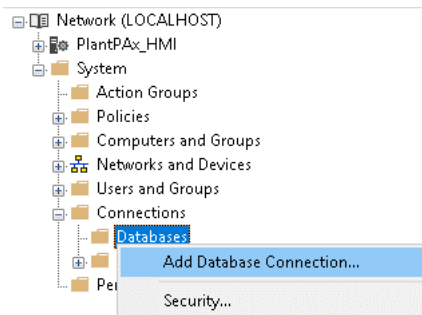 Network (LOCALHOST)
PlantPAx_HMI
System
Action Groups
Policies
Computers and Groups
Networks and Devices
Users and Groups
Connections
Databases
Add Database Connection...
Security...